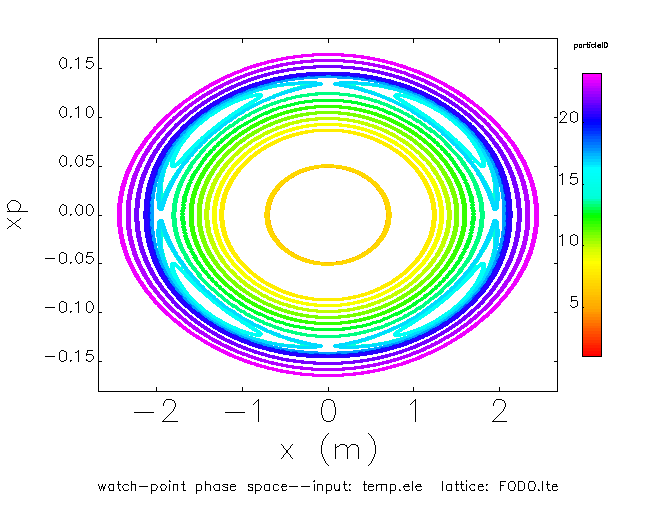 particleID
0.15
0.10
0.05
0.00
−0.05
−0.10
−0.15
xp
20
15
10
5
−2 −1 0 1 2
x (m)
watch−point phase space−−input: temp.ele lattice: FODO.lte